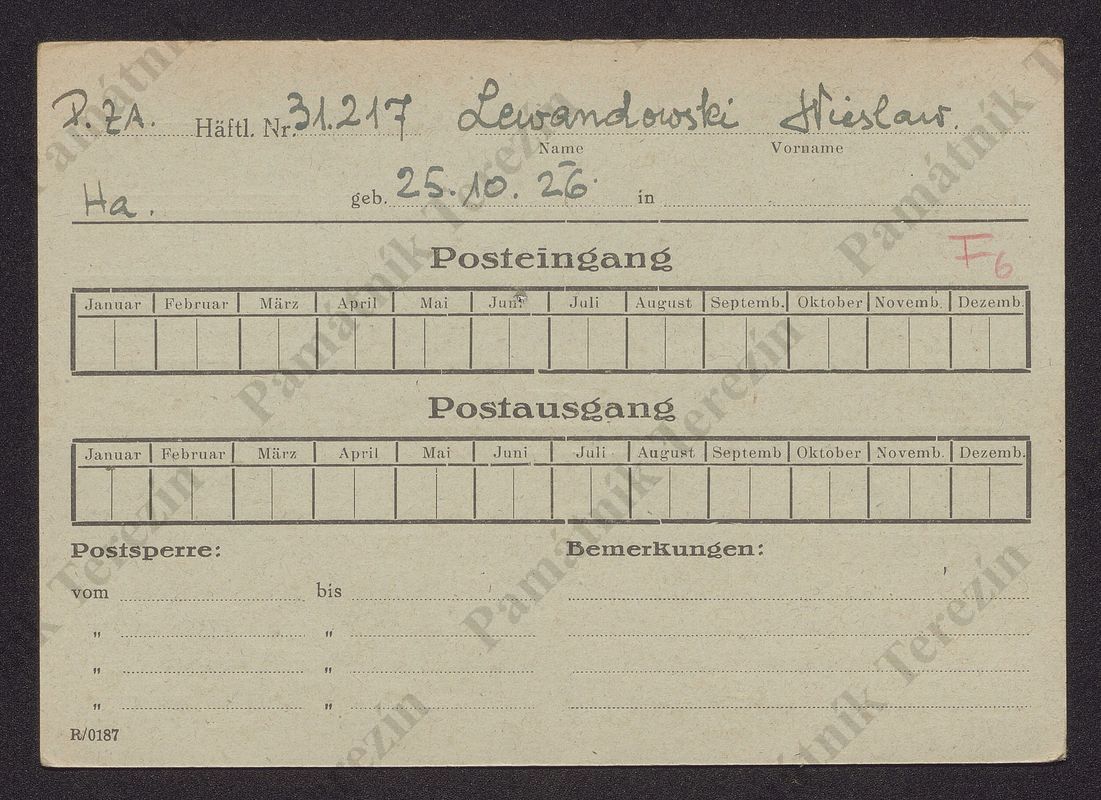 P. ZA. Häftl. Nr. 31.217 Lewandowski Wieslaw.
Name Vorname
Ha. geb. 25. 10. 26. in
Posteingang
F6
Januar Februar März April Mai Juni Juli August Septemb. Oktober Novemb. Dezemb.
Postausgang
Januar Februar März April Mai Juni Juli August Septemb Oktober Novemb. Dezemb.
Postsperre: Bemerkungen:
vom bis
" "
" "
" "
R/0187
Památník Terezín